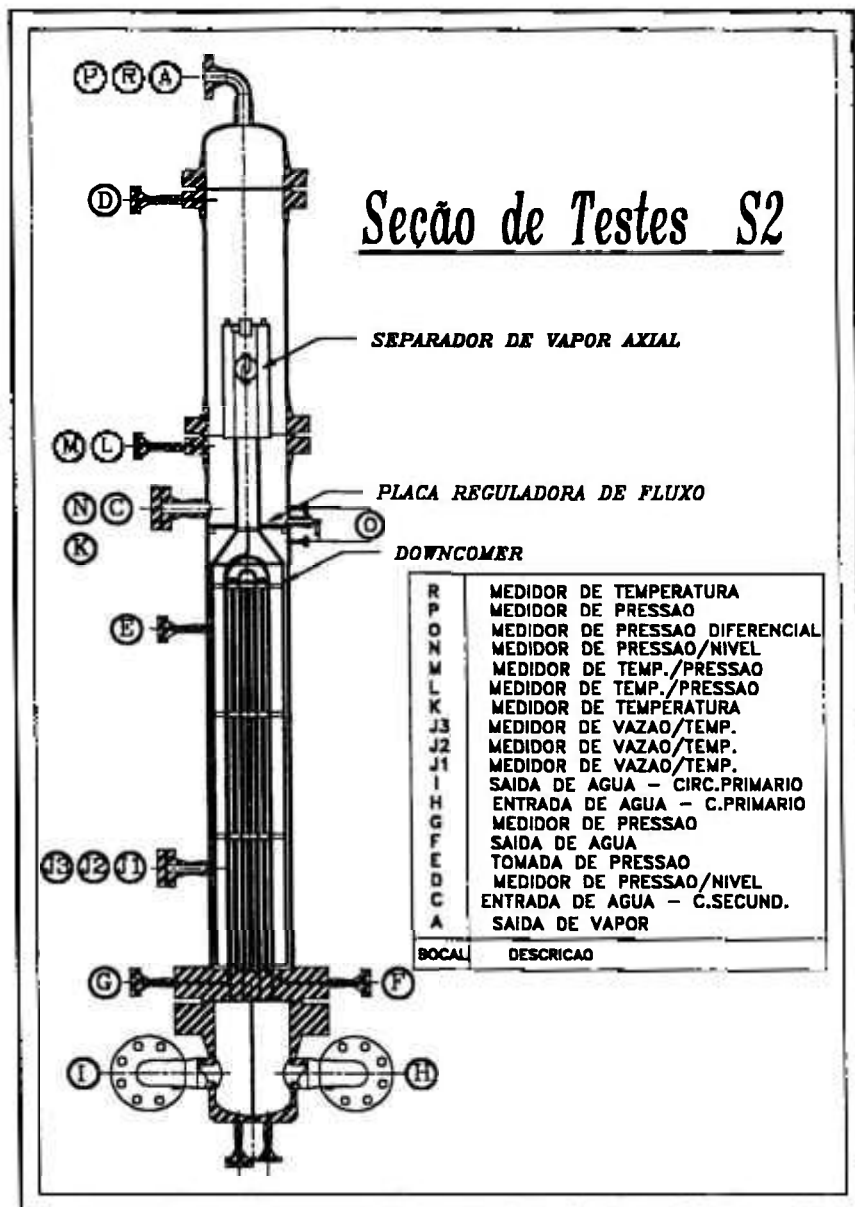 P R A
D
Seção de Testes S2
SEPARADOR DE VAPOR AXIAL
M L
PLACA REGULADORA DE FLUXO
N C
O
K
DOWNCOMER
E
R MEDIDOR DE TEMPERATURA
P MEDIDOR DE PRESSAO
O MEDIDOR DE PRESSAO DIFERENCIAL
N MEDIDOR DE PRESSAO/NIVEL
M MEDIDOR DE TEMP./PRESSAO
L MEDIDOR DE TEMP./PRESSAO
K MEDIDOR DE TEMPERATURA
J3 MEDIDOR DE VAZAO/TEMP.
J2 MEDIDOR DE VAZAO/TEMP.
J1 MEDIDOR DE VAZAO/TEMP.
I SAIDA DE AGUA - CIRC.PRIMARIO
H ENTRADA DE AGUA - C.PRIMARIO
G MEDIDOR DE PRESSAO
F SAIDA DE AGUA
E TOMADA DE PRESSAO
D MEDIDOR DE PRESSAO/NIVEL
C ENTRADA DE AGUA - C.SECUND.
A SAIDA DE VAPOR
BOCAL DESCRICAO
J3 J2 J1
G F
I H